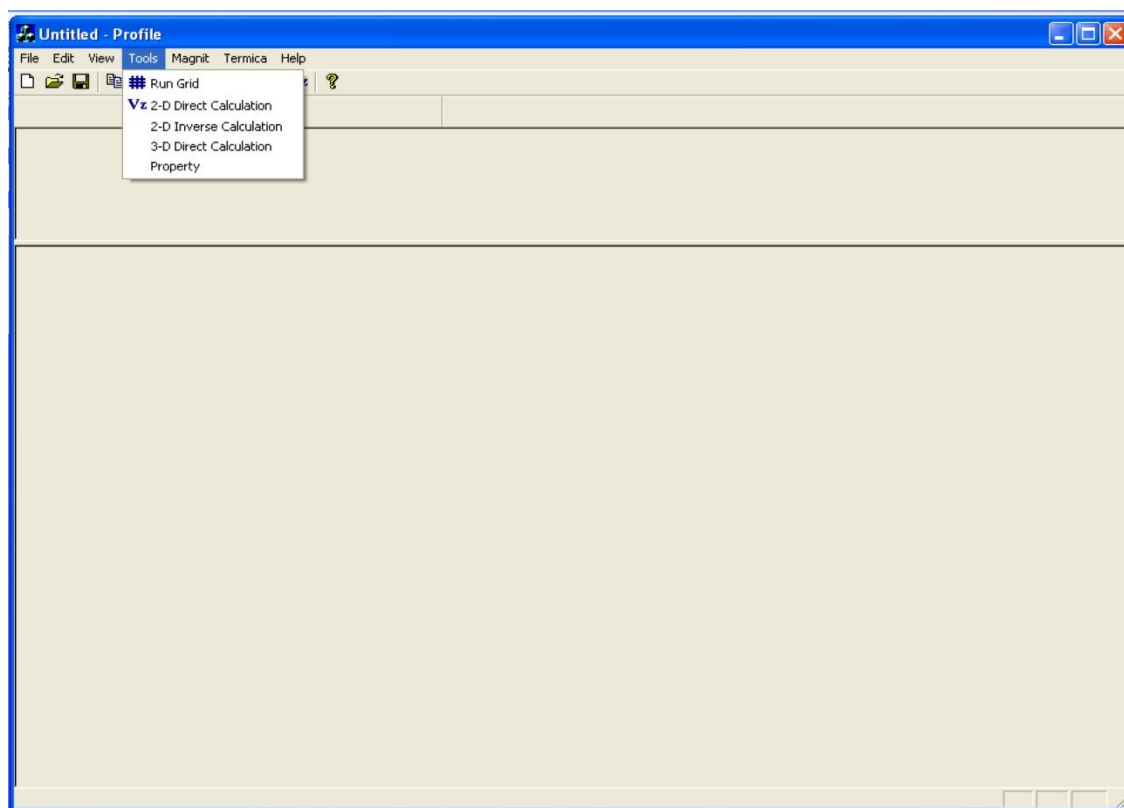 Untitled - Profile
File Edit View Tools Magnit Termica Help
Run Grid
Vz 2-D Direct Calculation
2-D Inverse Calculation
3-D Direct Calculation
Property